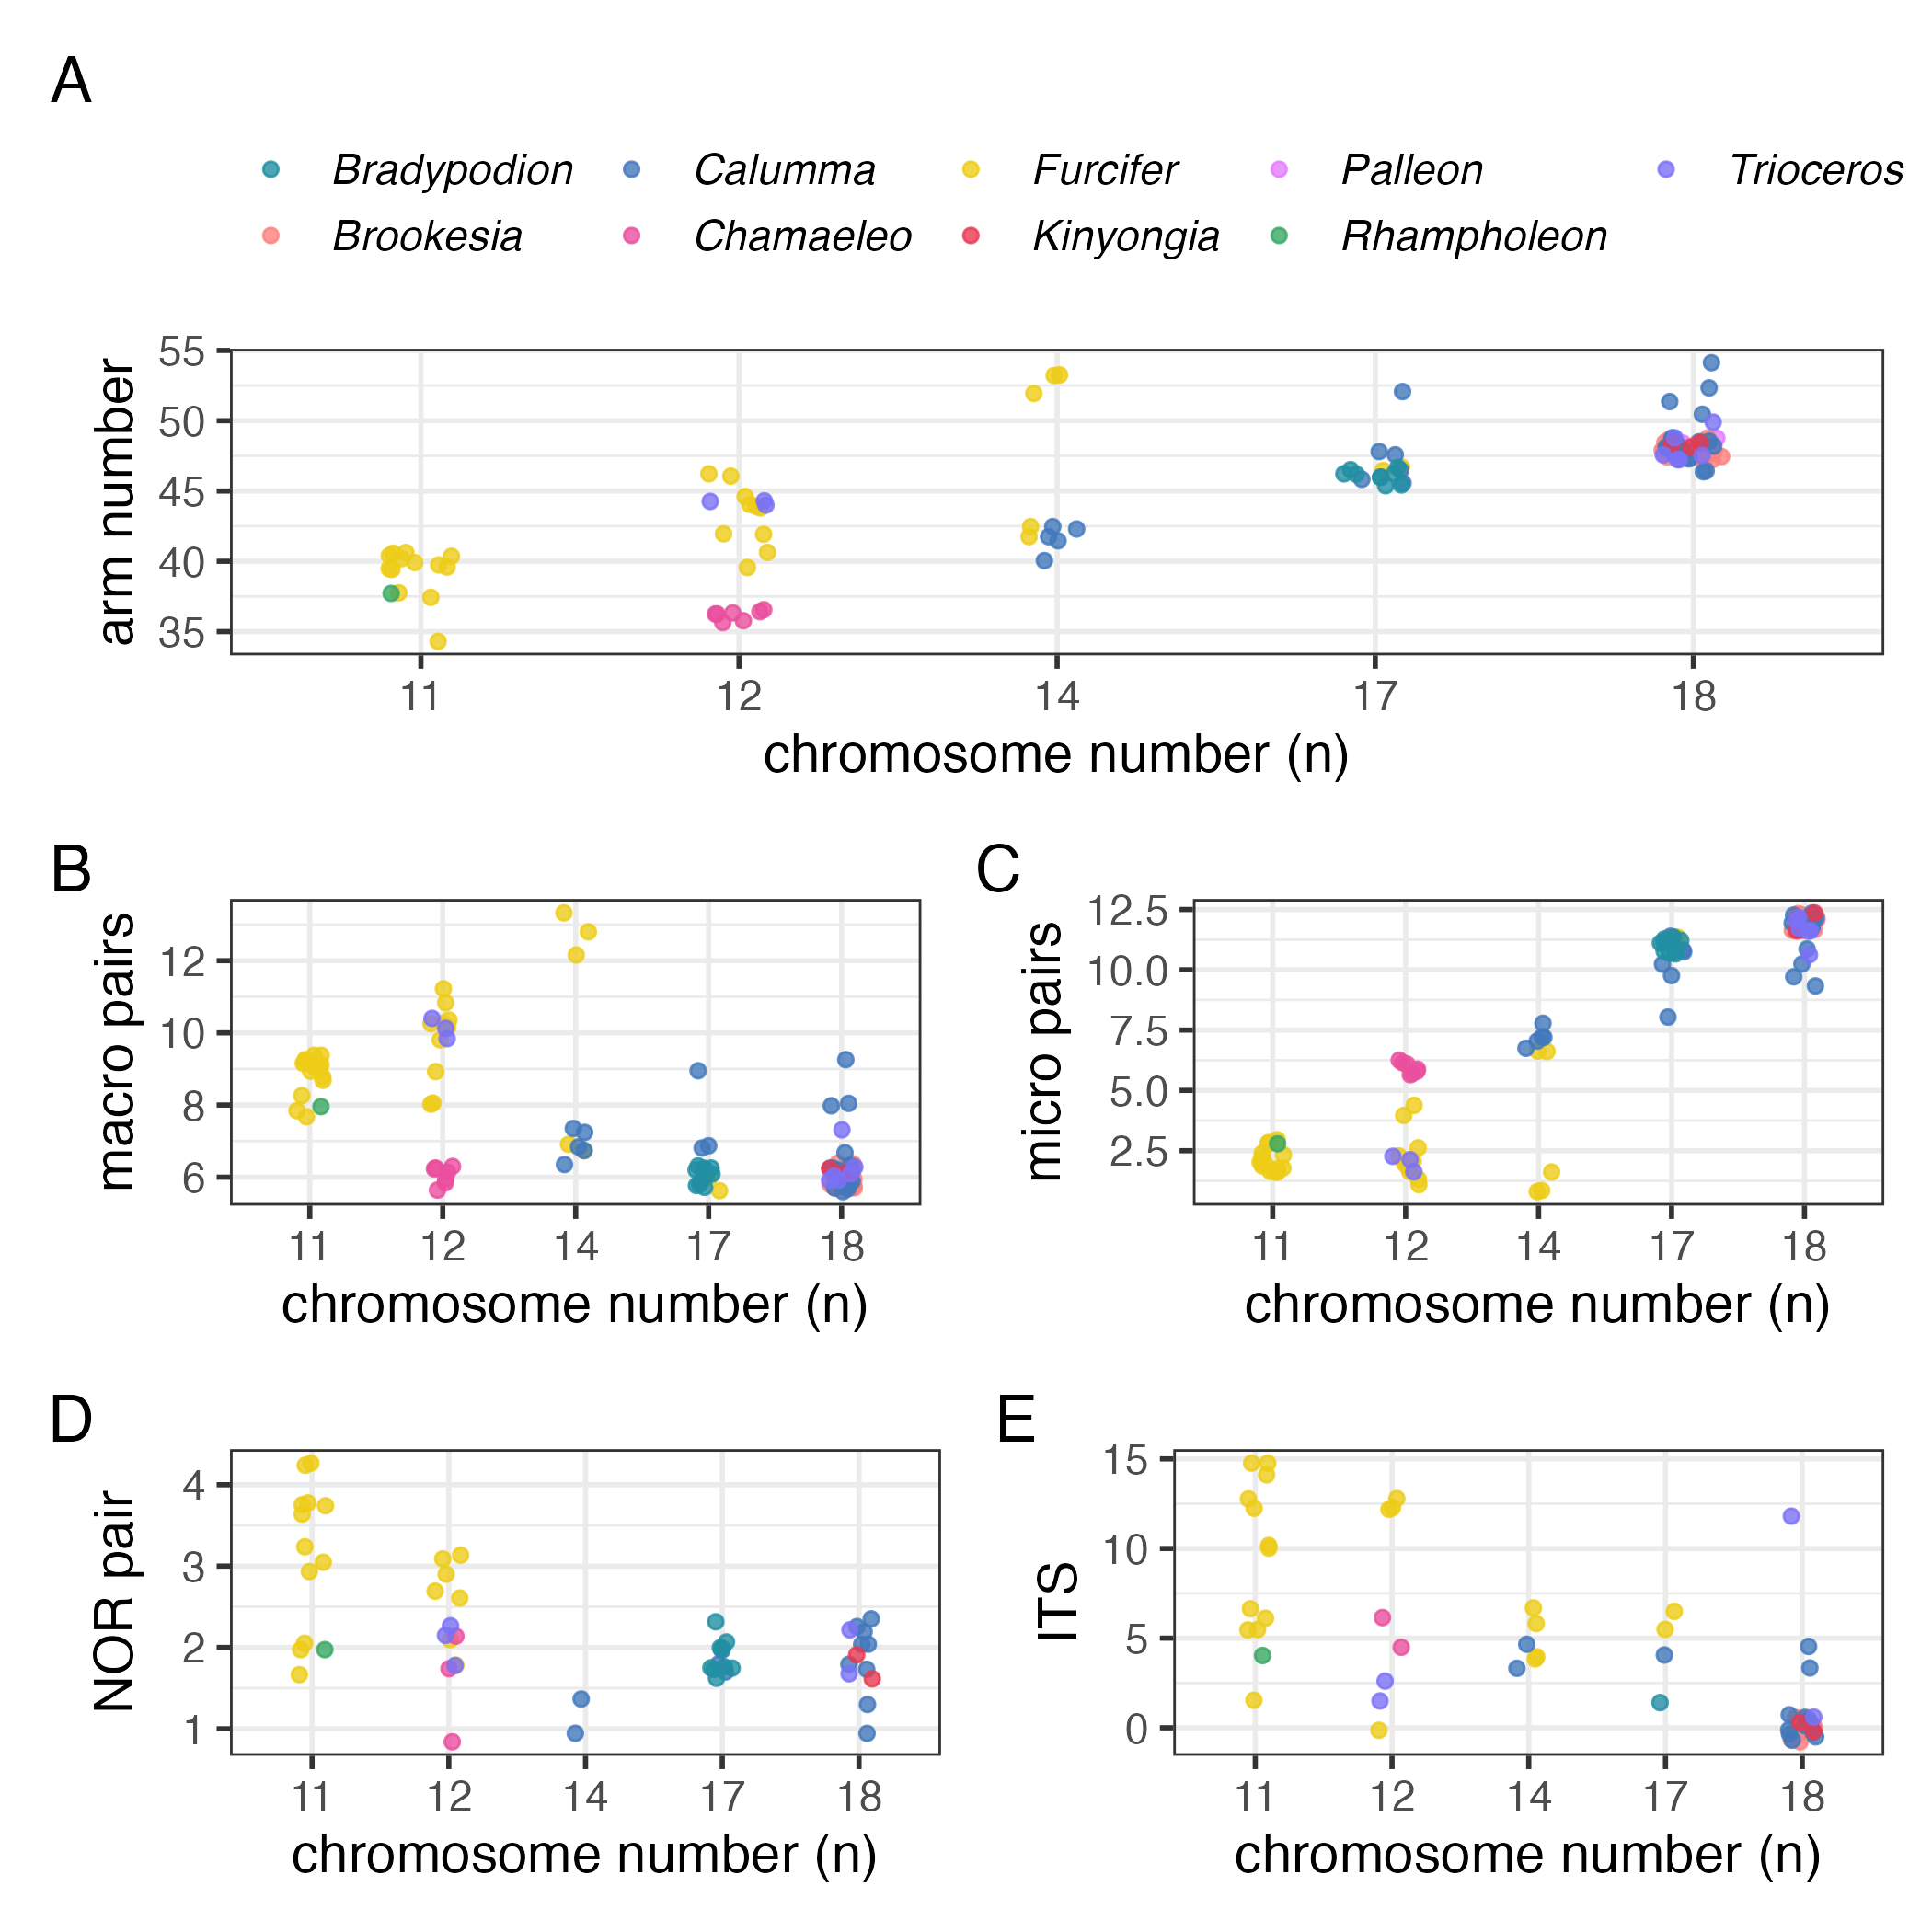 A
Bradypodion Calumma Furcifer Palleon Trioceros
Brookesia Chamaeleo Kinyongia Rhampholeon
arm number
55
50
45
40
35
11 12 14 17 18
chromosome number (n)
B
macro pairs
12
10
8
6
11 12 14 17 18
chromosome number (n)
C
micro pairs
12.5
10.0
7.5
5.0
2.5
11 12 14 17 18
chromosome number (n)
D
NOR pair
4
3
2
1
11 12 14 17 18
chromosome number (n)
E
ITS
15
10
5
0
11 12 14 17 18
chromosome number (n)